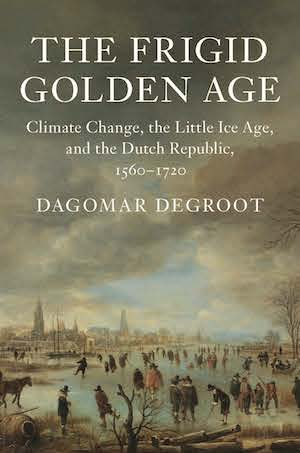 THE FRIGID
GOLDEN AGE
Climate Change, the Little Ice Age,
and the Dutch Republic,
1560–1720
DAGOMAR DEGROOT